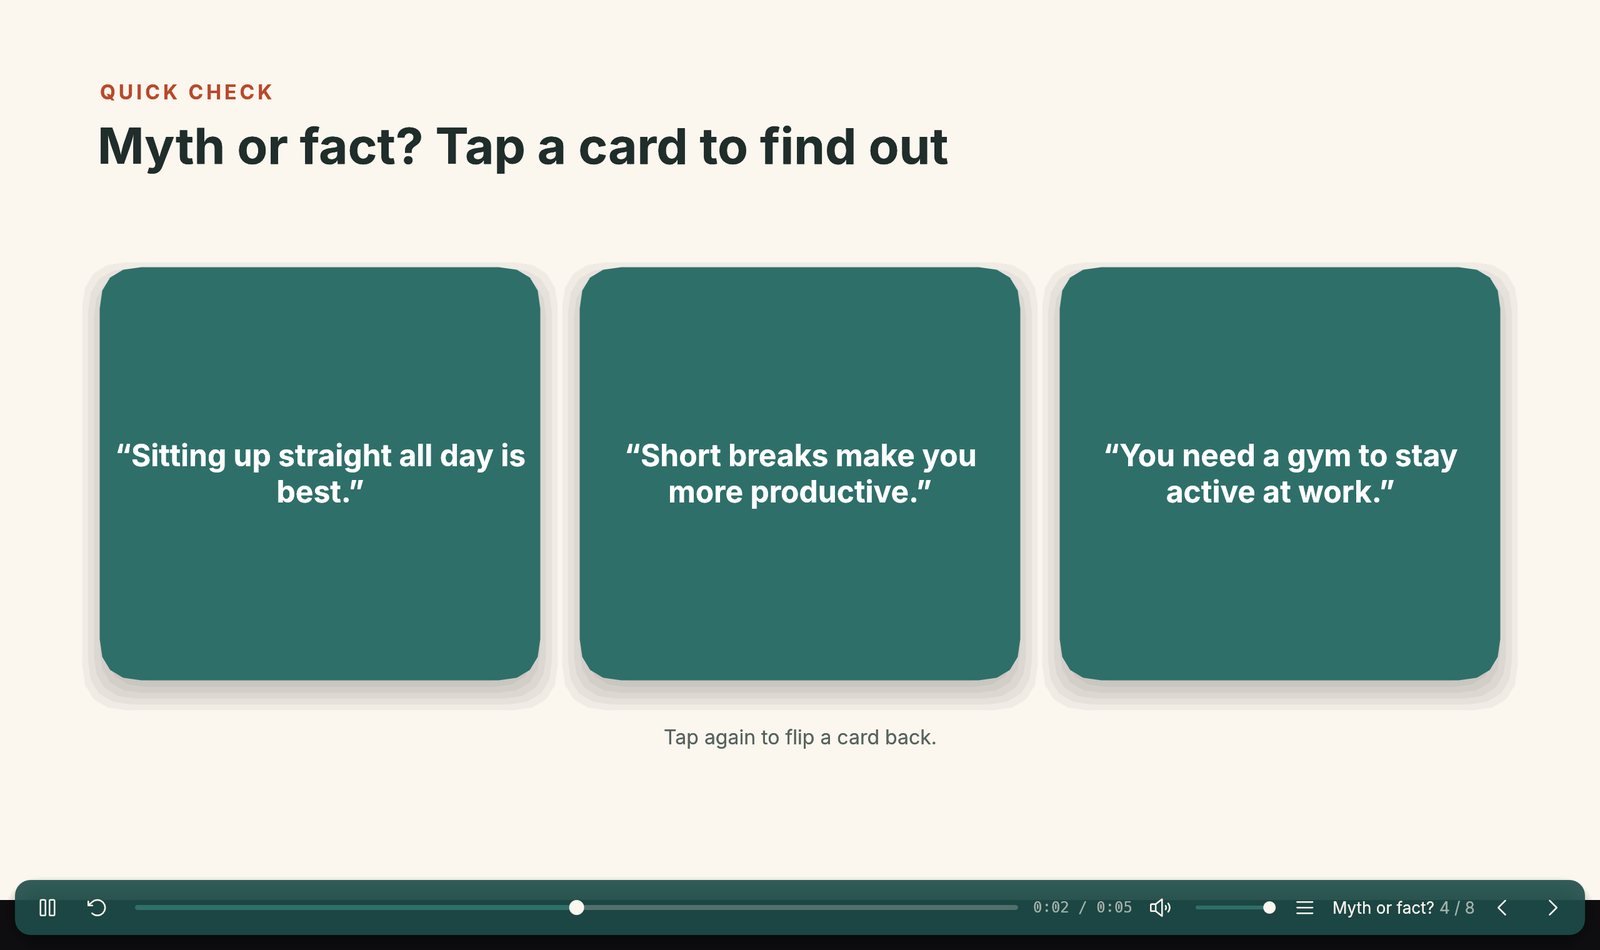 QUICK CHECK
Myth or fact? Tap a card to find out
“Sitting up straight all day is
best.”
“Short breaks make you
more productive.”
“You need a gym to stay
active at work.”
Tap again to flip a card back.
0:02 / 0:05
Myth or fact? 4 / 8